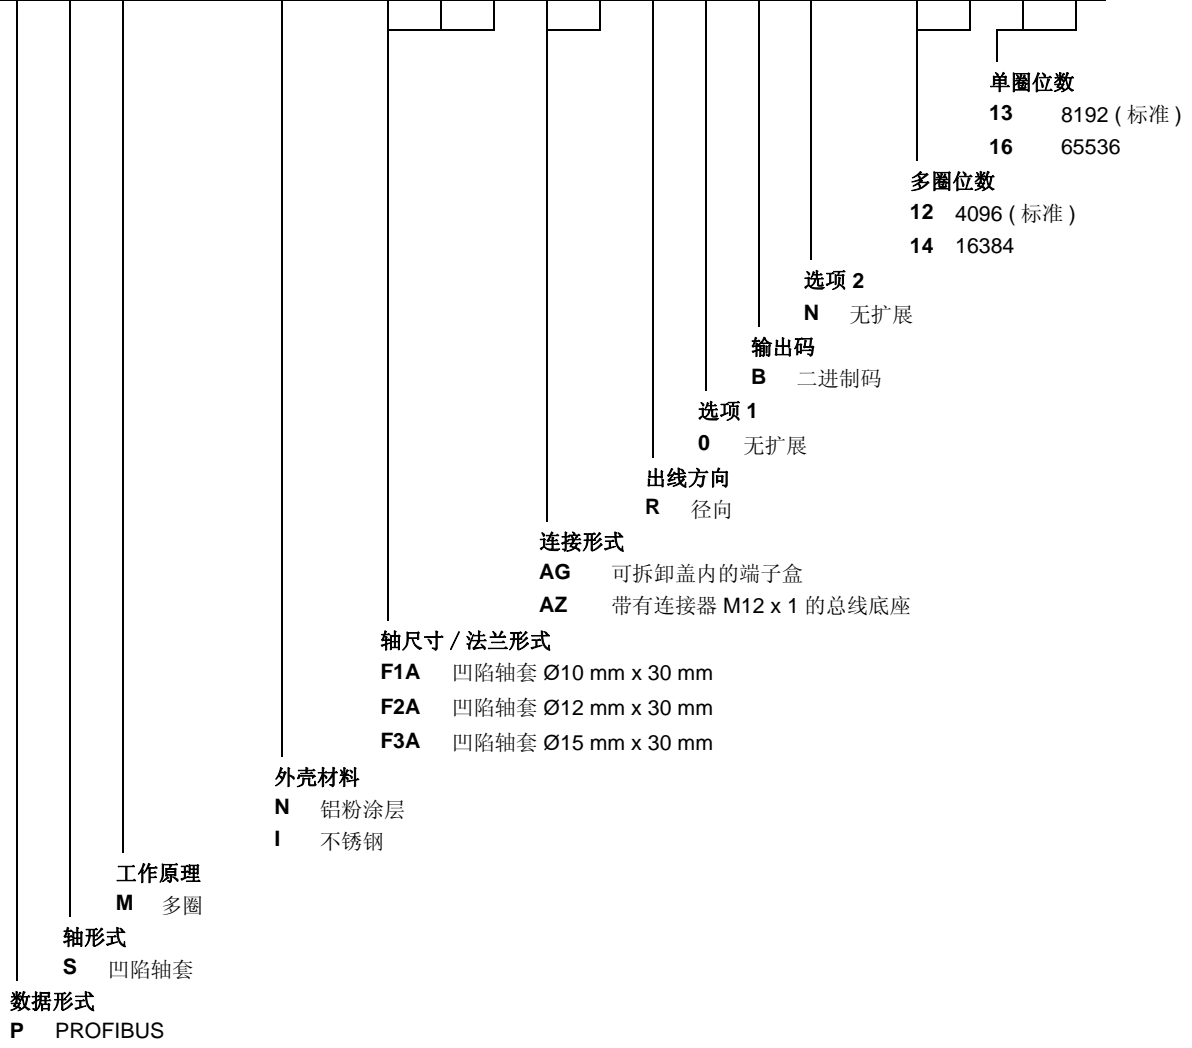 单圈位数
13 8192 ( 标准 )
16 65536
多圈位数
12 4096 ( 标准 )
14 16384
选项 2
N 无扩展
输出码
B 二进制码
选项 1
0 无扩展
出线方向
R 径向
连接形式
AG 可拆卸盖内的端子盒
AZ 带有连接器 M12 x 1 的总线底座
轴尺寸 / 法兰形式
F1A 凹陷轴套 Ø10 mm x 30 mm
F2A 凹陷轴套 Ø12 mm x 30 mm
F3A 凹陷轴套 Ø15 mm x 30 mm
外壳材料
N 铝粉涂层
I 不锈钢
工作原理
M 多圈
轴形式
S 凹陷轴套
数据形式
P PROFIBUS